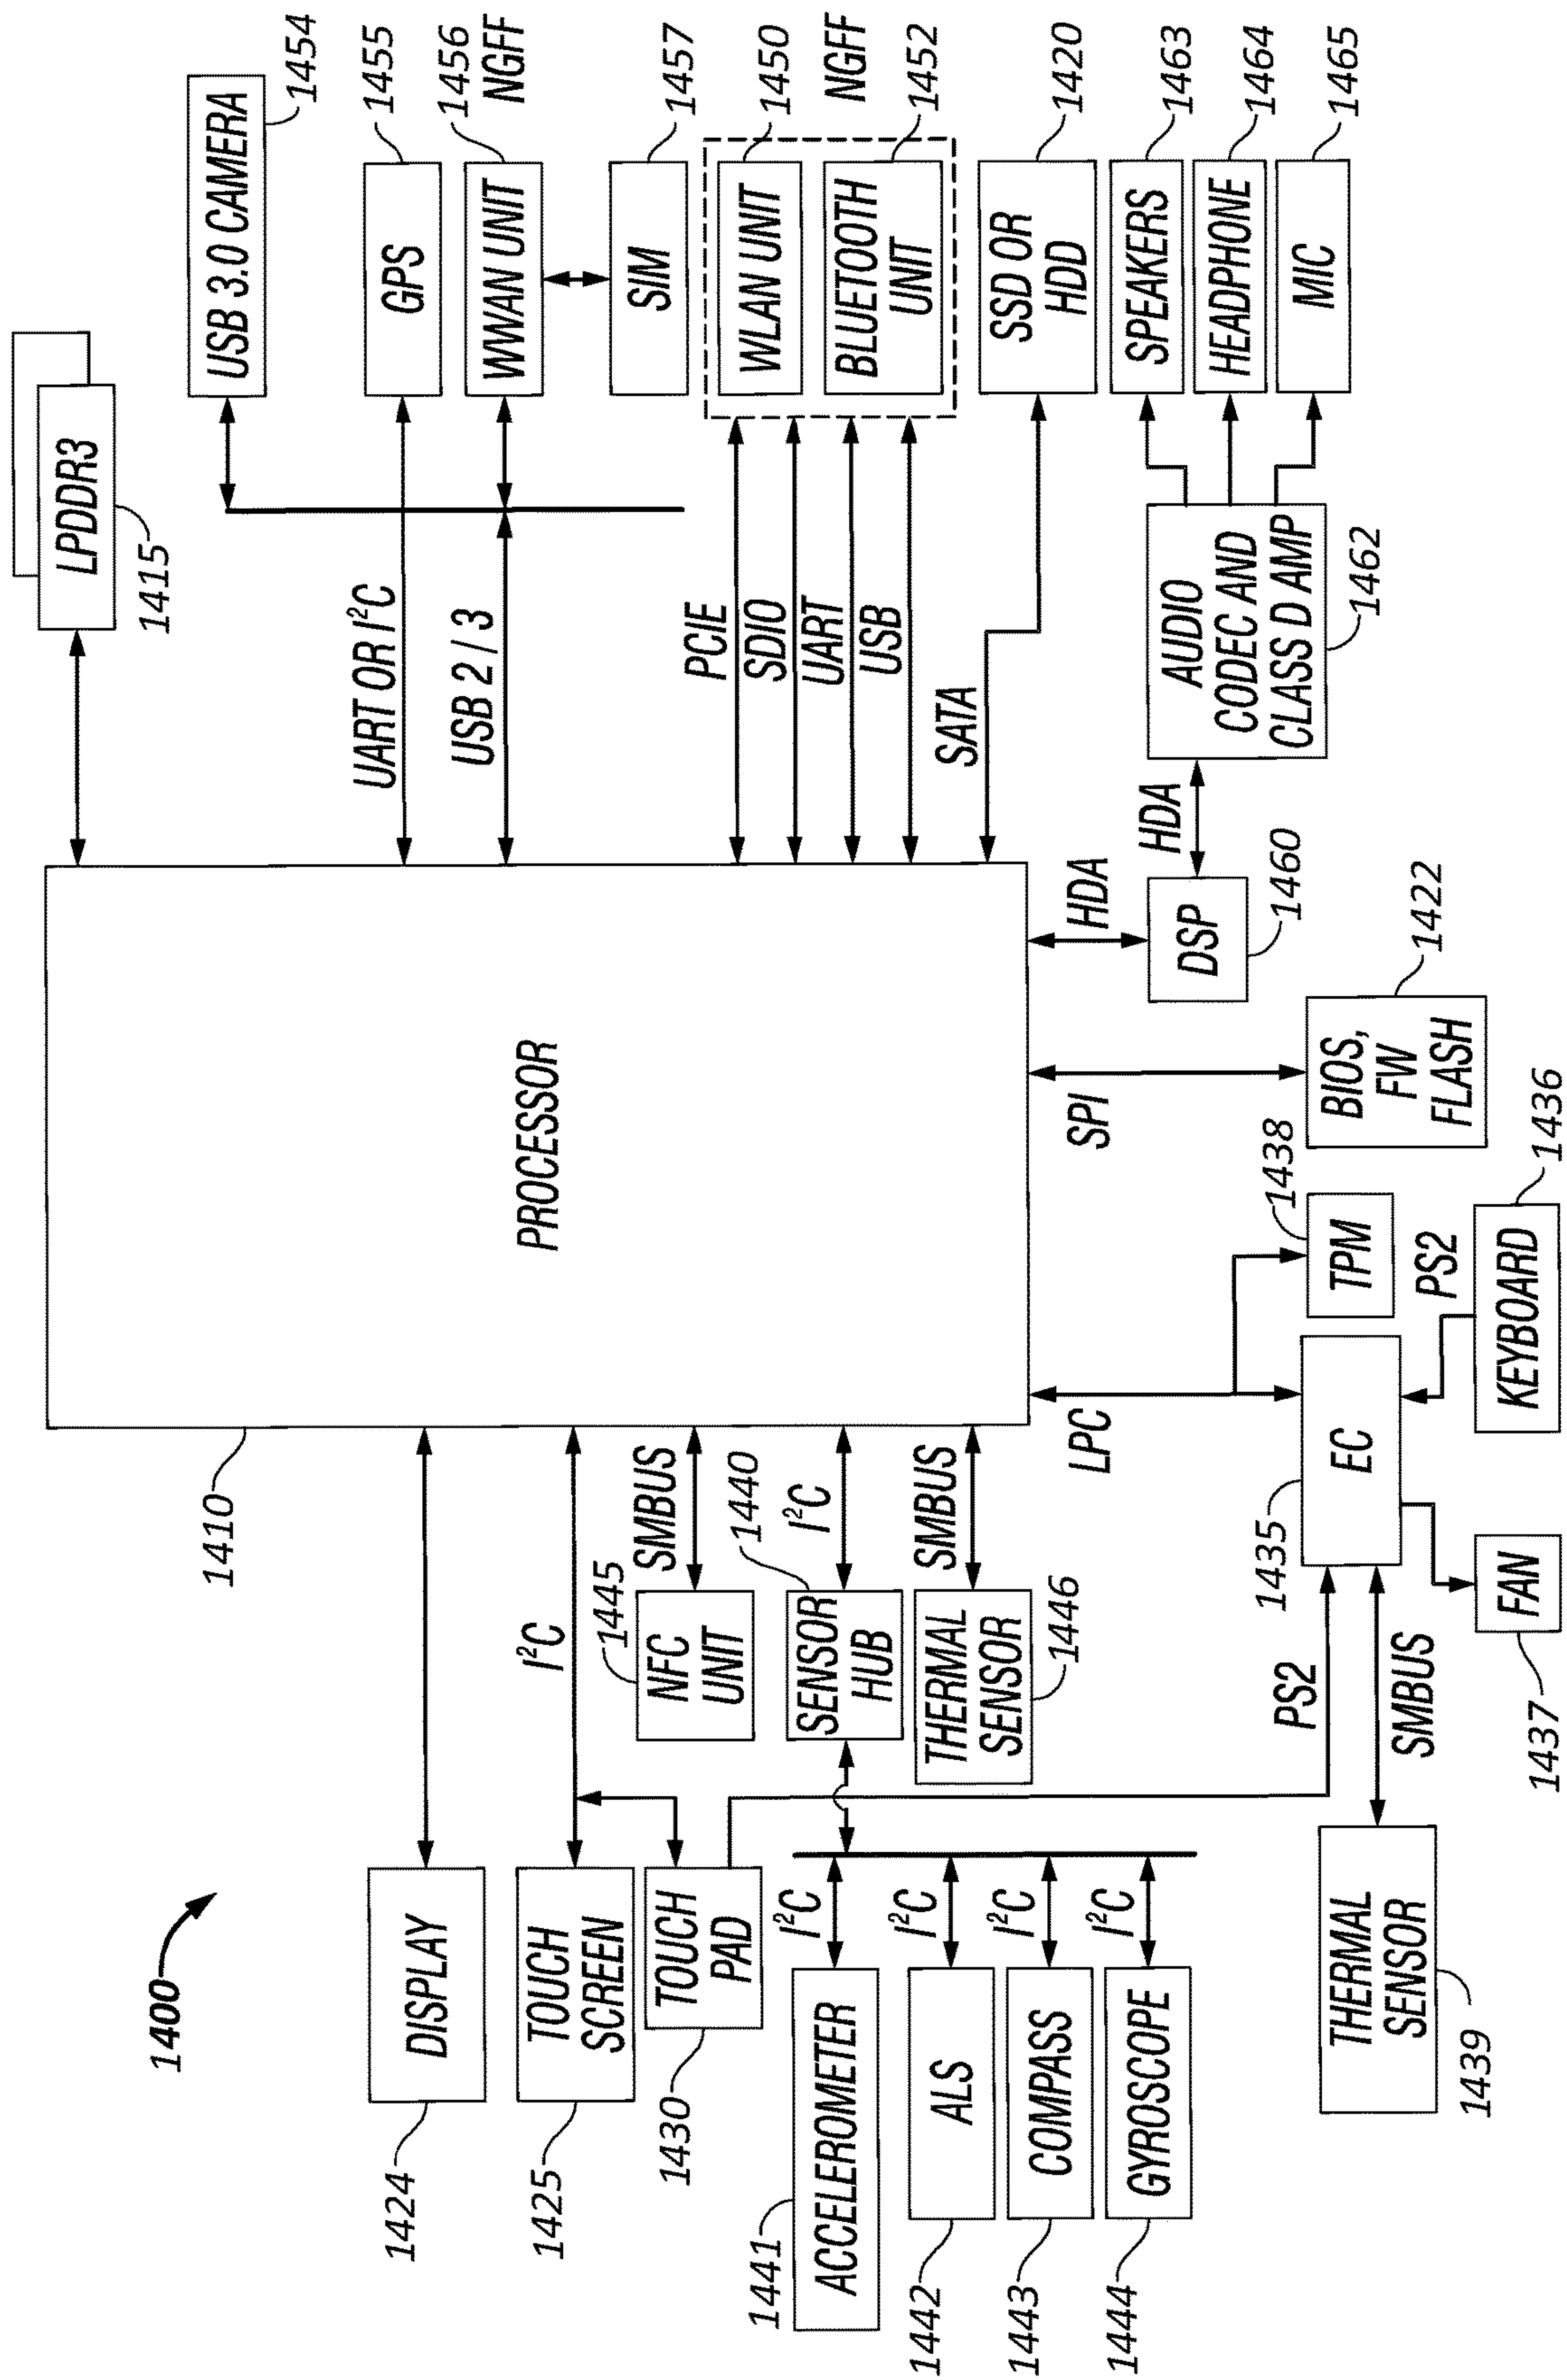 1400
LPDDR3
1415
USB 3.0 CAMERA
1454
DISPLAY
1424
1410
PROCESSOR
UART OR I²C
GPS
1455
TOUCH
SCREEN
1425
I²C
USB 2 / 3
WWAN UNIT
1456
NGFF
SIM
1457
TOUCH
PAD
1430
NFC
UNIT
1445
SMBUS
PCIE
SDIO
UART
USB
WLAN UNIT
1450
BLUETOOTH
UNIT
1452
NGFF
ACCELEROMETER
1441
I²C
SENSOR
HUB
1440
I²C
ALS
1442
I²C
THERMAL
SENSOR
1446
SMBUS
SATA
SSD OR
HDD
1420
COMPASS
1443
I²C
GYROSCOPE
1444
I²C
LPC
SPI
HDA
DSP
1460
HDA
AUDIO
CODEC AND
CLASS D AMP
1462
SPEAKERS
1463
HEADPHONE
1464
MIC
1465
PS2
EC
1435
TPM
1438
BIOS,
FW
FLASH
1422
THERMAL
SENSOR
1439
SMBUS
FAN
1437
PS2
KEYBOARD
1436